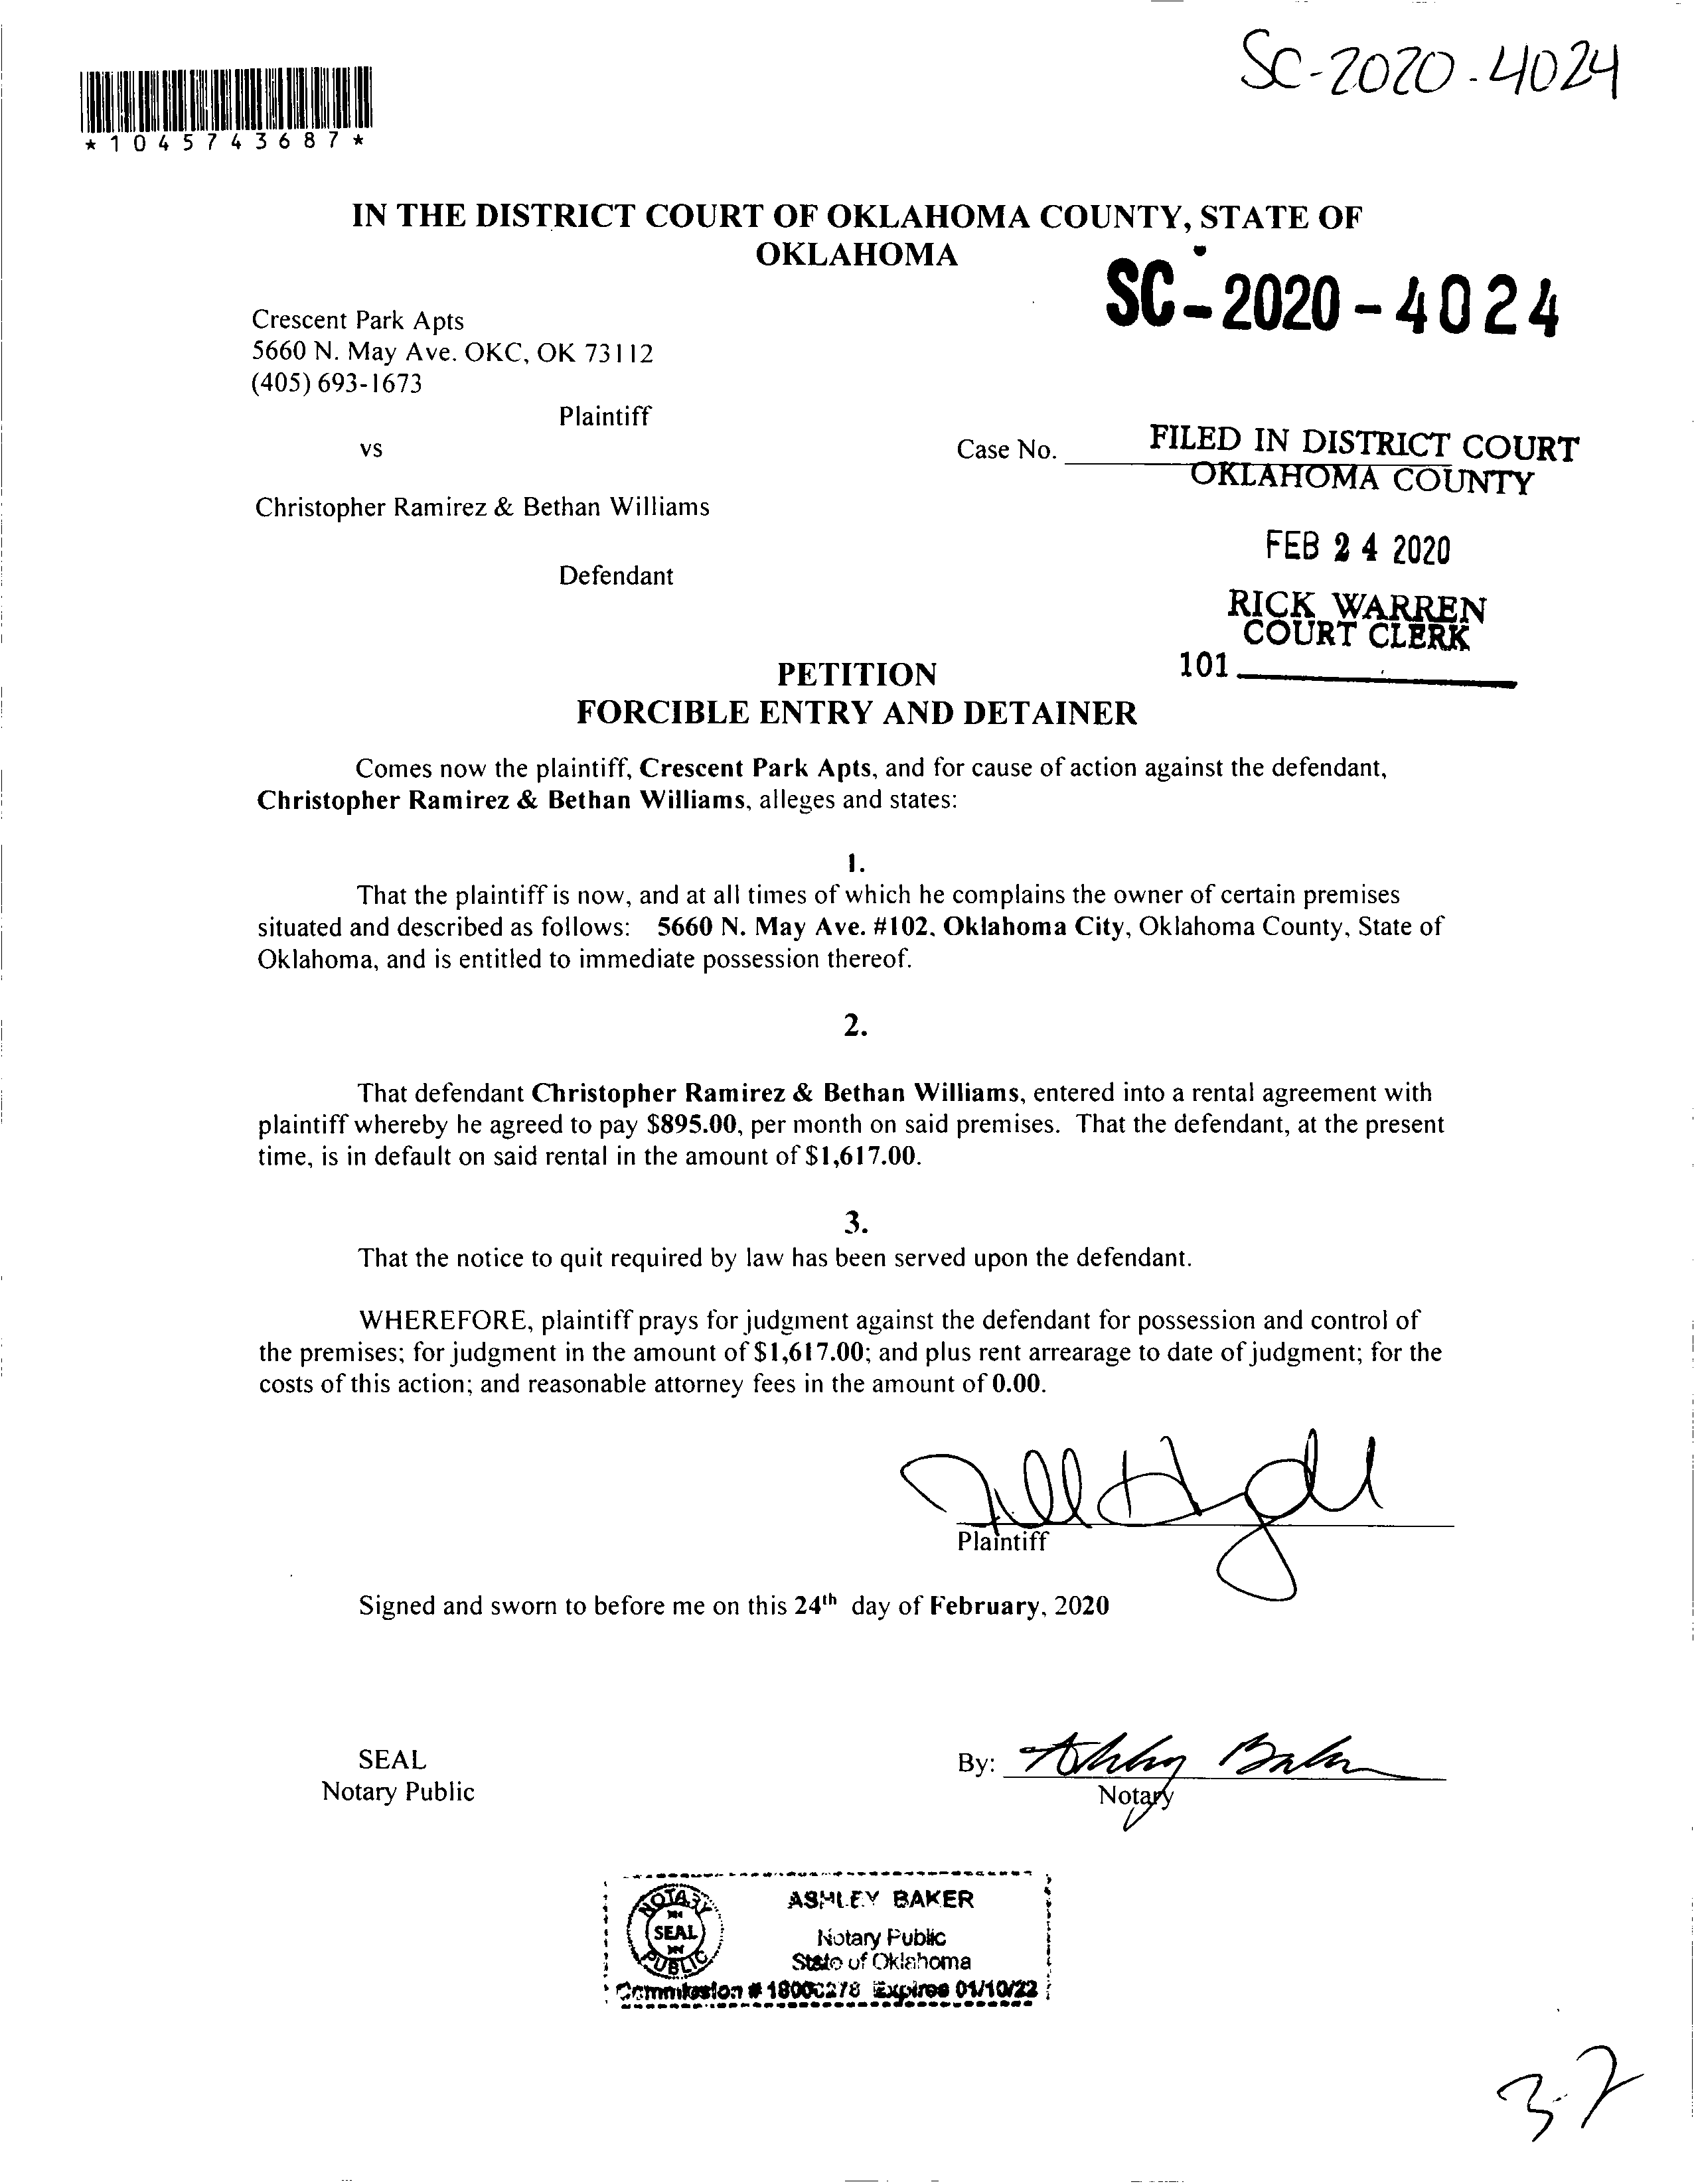 SC-2020-4024
*1045743687*
IN THE DISTRICT COURT OF OKLAHOMA COUNTY, STATE OF
OKLAHOMA
SC-2020-4024
Crescent Park Apts
5660 N. May Ave. OKC, OK 73112
(405) 693-1673
Plaintiff
vs
Case No.
FILED IN DISTRICT COURT
OKLAHOMA COUNTY
Christopher Ramirez & Bethan Williams
FEB 24 2020
Defendant
RICK WARREN
COURT CLERK
101
PETITION
FORCIBLE ENTRY AND DETAINER
Comes now the plaintiff, Crescent Park Apts, and for cause of action against the defendant,
Christopher Ramirez & Bethan Williams, alleges and states:
1.
That the plaintiff is now, and at all times of which he complains the owner of certain premises
situated and described as follows: 5660 N. May Ave. #102, Oklahoma City, Oklahoma County, State of
Oklahoma, and is entitled to immediate possession thereof.
2.
That defendant Christopher Ramirez & Bethan Williams, entered into a rental agreement with
plaintiff whereby he agreed to pay $895.00, per month on said premises. That the defendant, at the present
time, is in default on said rental in the amount of $1,617.00.
3.
That the notice to quit required by law has been served upon the defendant.
WHEREFORE, plaintiff prays for judgment against the defendant for possession and control of
the premises; for judgment in the amount of $1,617.00; and plus rent arrearage to date of judgment; for the
costs of this action; and reasonable attorney fees in the amount of 0.00.
Plaintiff
Signed and sworn to before me on this 24th day of February, 2020
SEAL
Notary Public
By: Ashley Baker
Notary
NOTARY
SEAL
PUBLIC
ASHLEY BAKER
Notary Public
State of Oklahoma
Commission # Expires 01/10/22
3-7